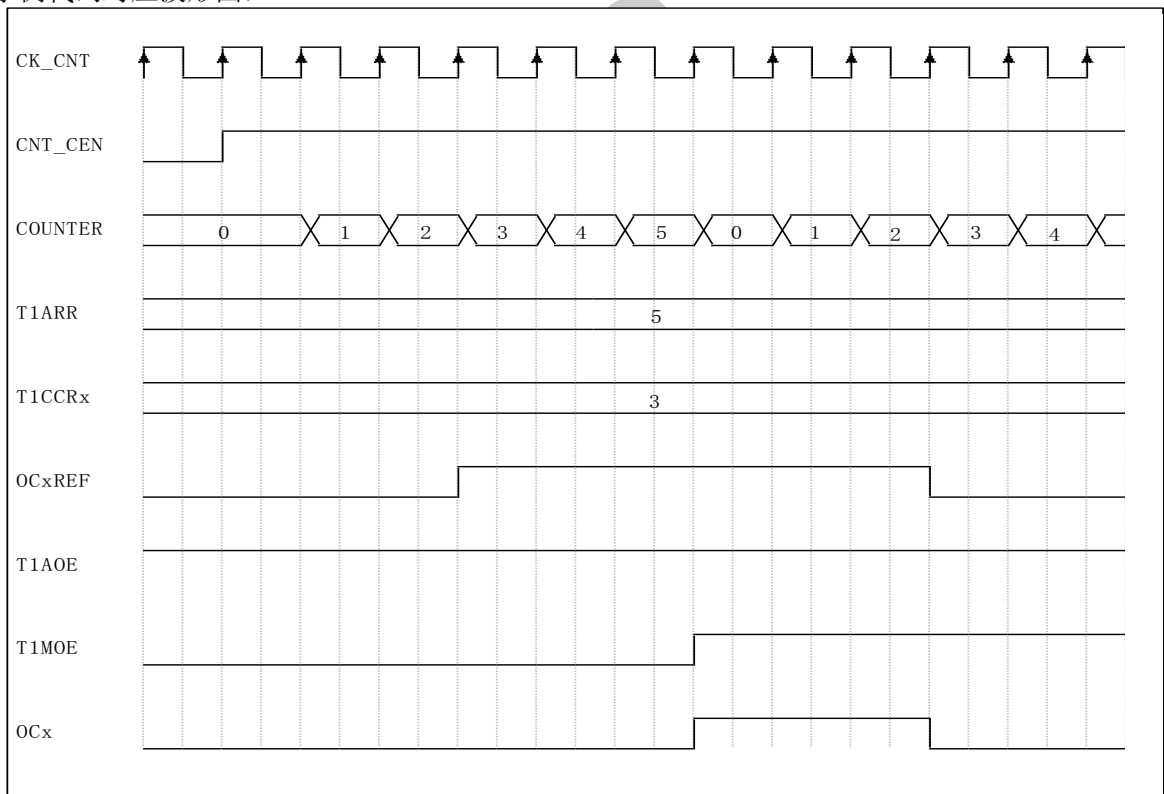 CK_CNT
CNT_CEN
COUNTER 0 1 2 3 4 5 0 1 2 3 4
T1ARR 5
T1CCRx 3
OCxREF
T1AOE
T1MOE
OCx